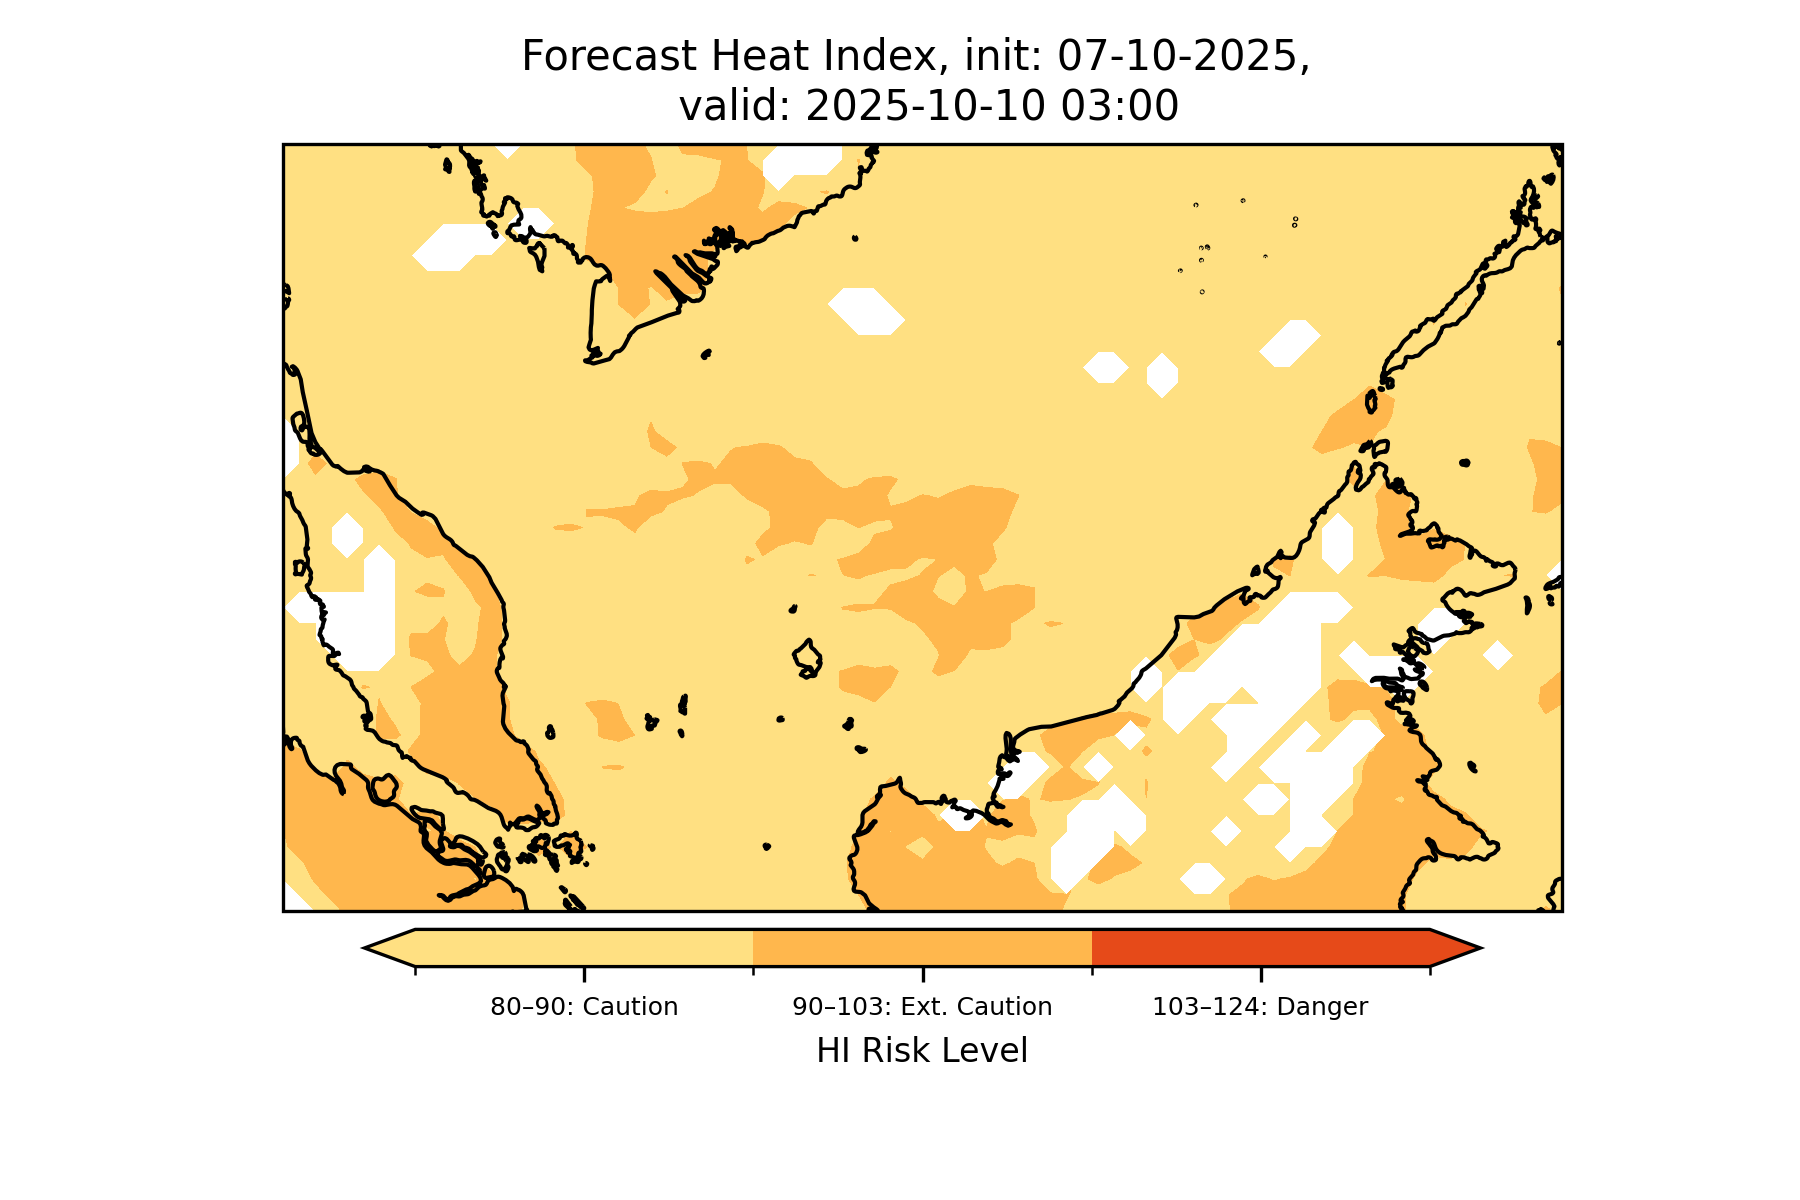 Forecast Heat Index, init: 07-10-2025,
valid: 2025-10-10 03:00
80–90: Caution
90–103: Ext. Caution
103–124: Danger
HI Risk Level